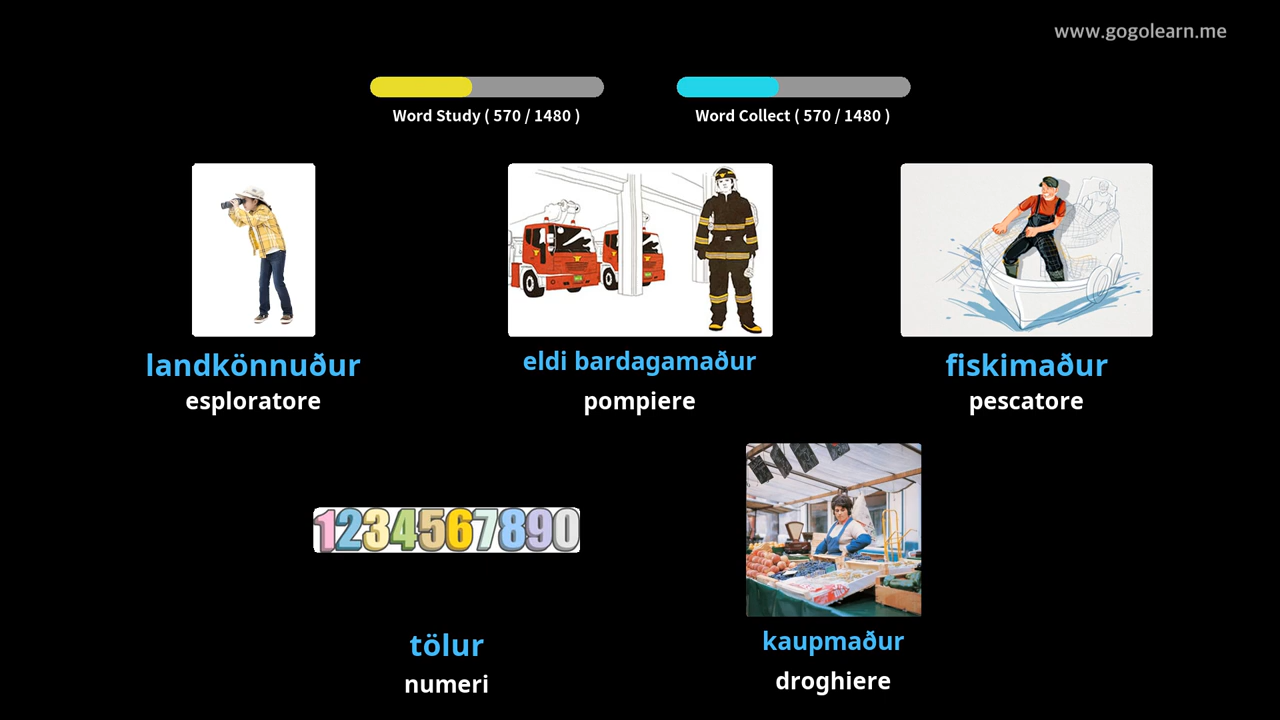 www.gogolearn.me
Word Study ( 570 / 1480 )
Word Collect ( 570 / 1480 )
landkönnuður
esploratore
eldi bardagamaður
pompiere
fiskimaður
pescatore
1234567890
tölur
numeri
kaupmaður
droghiere